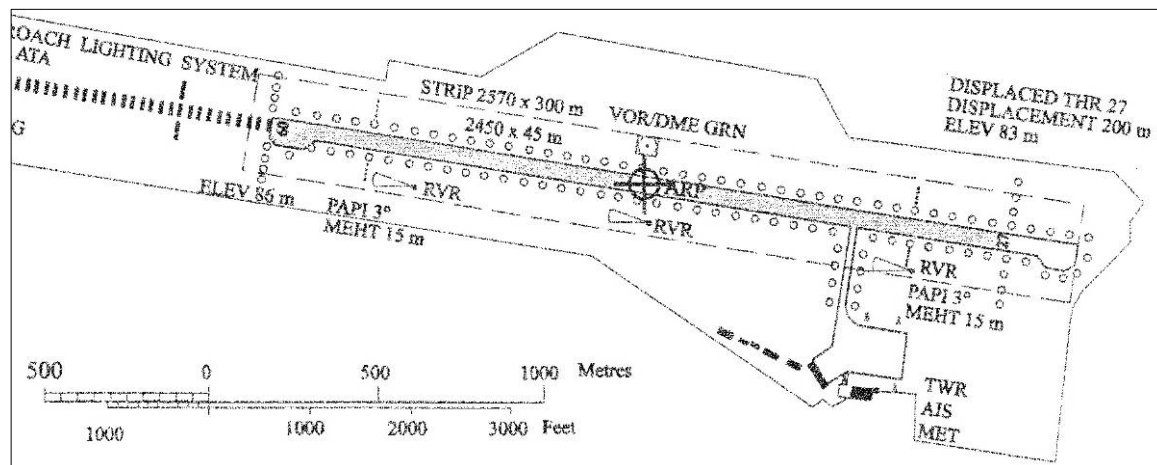 ROACH LIGHTING SYSTEM
ATA
G
STRiP 2570 x 300 m
2450 x 45 m
VOR/DME GRN
DISPLACED THR 27
DISPLACEMENT 200 m
ELEV 83 m
ELEV 86 m
PAPI 3°
MEHT 15 m
RVR
ARP
RVR
27
RVR
PAPI 3°
MEHT 15 m
500 0 500 1000 Metres
1000 1000 2000 3000 Feet
TWR
AIS
MET